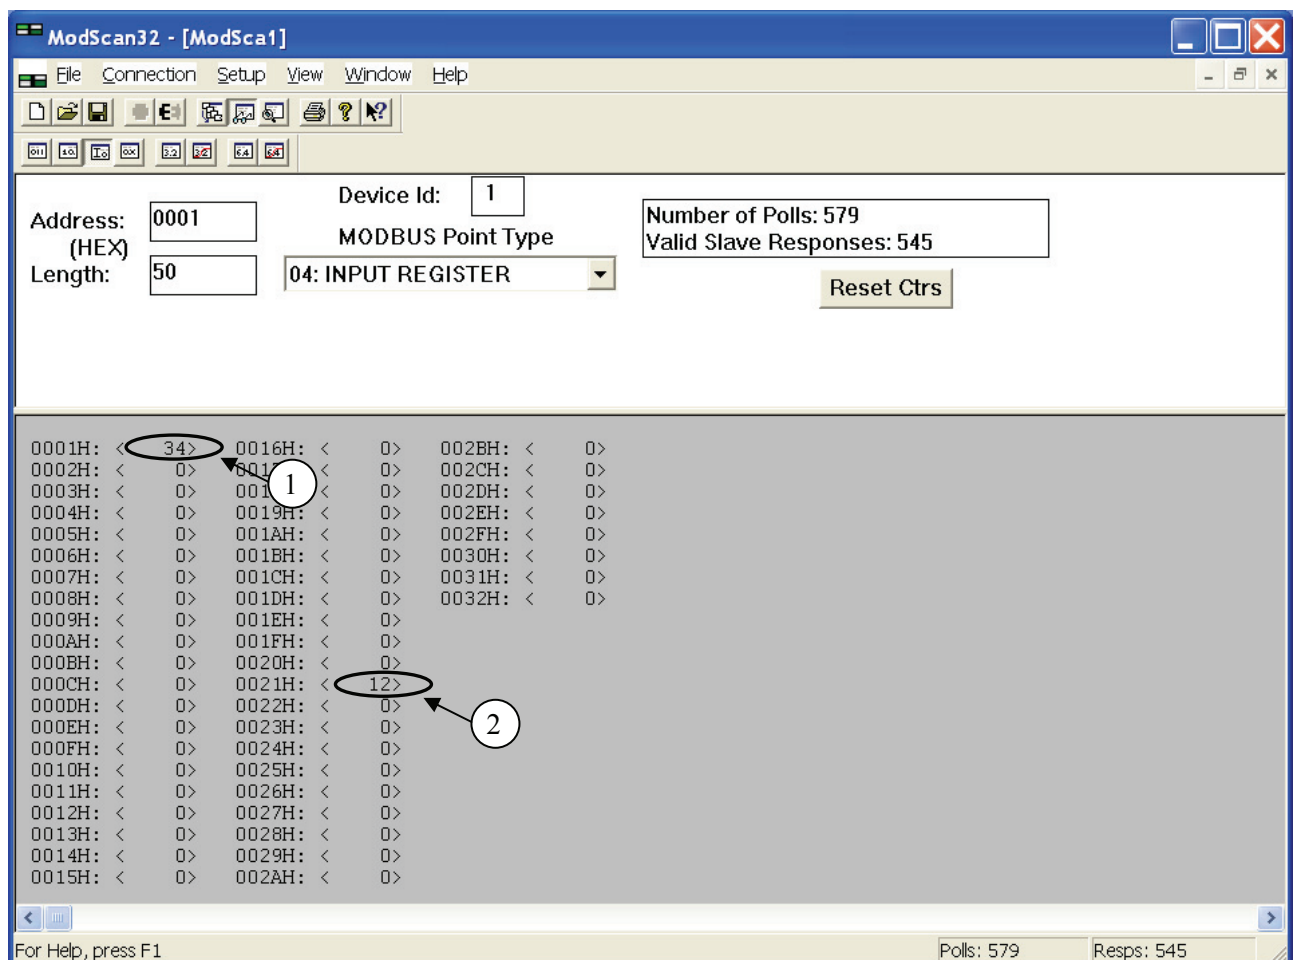 ModScan32 - [ModSca1]
File Connection Setup View Window Help
Device Id: 1
Address: 0001
(HEX)
Length: 50
MODBUS Point Type
04: INPUT REGISTER
Number of Polls: 579
Valid Slave Responses: 545
Reset Ctrs
0001H: < 34> 0016H: < 0> 002BH: < 0>
0002H: < 0> 0017 < 0> 002CH: < 0>
0003H: < 0> 001 < 0> 002DH: < 0>
0004H: < 0> 0019H: < 0> 002EH: < 0>
0005H: < 0> 001AH: < 0> 002FH: < 0>
0006H: < 0> 001BH: < 0> 0030H: < 0>
0007H: < 0> 001CH: < 0> 0031H: < 0>
0008H: < 0> 001DH: < 0> 0032H: < 0>
0009H: < 0> 001EH: < 0>
000AH: < 0> 001FH: < 0>
000BH: < 0> 0020H: < 0>
000CH: < 0> 0021H: < 12>
000DH: < 0> 0022H: < 0>
000EH: < 0> 0023H: < 0>
000FH: < 0> 0024H: < 0>
0010H: < 0> 0025H: < 0>
0011H: < 0> 0026H: < 0>
0012H: < 0> 0027H: < 0>
0013H: < 0> 0028H: < 0>
0014H: < 0> 0029H: < 0>
0015H: < 0> 002AH: < 0>
1
2
For Help, press F1
Polls: 579 Resps: 545